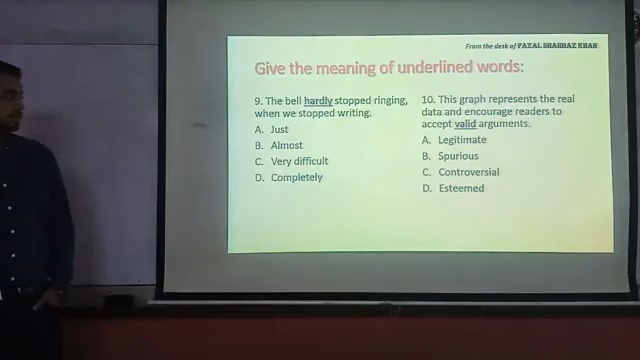 From the desk of FAZAL SHAHBAZ KHAN
Give the meaning of underlined words:
9. The bell hardly stopped ringing,
when we stopped writing.
A. Just
B. Almost
C. Very difficult
D. Completely
10. This graph represents the real
data and encourage readers to
accept valid arguments.
A. Legitimate
B. Spurious
C. Controversial
D. Esteemed